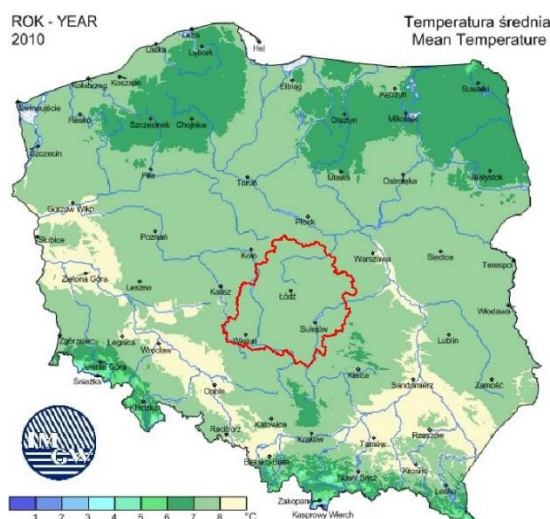 ROK - YEAR
2010
Temperatura średnia
Mean Temperature
Łeba
Hel
Ustka
Lębork
Koszalin
Kołobrzeg
Świnoujście
Resko
Szczecinek
Chojnice
Elbląg
Kętrzyn
Suwałki
Olsztyn
Mikołajki
Szczecin
Piła
Toruń
Mława
Ostrołęka
Białystok
Gorzów Wlkp.
Płock
Słubice
Poznań
Koło
Warszawa
Siedlce
Terespol
Zielona Góra
Leszno
Kalisz
Łódź
Włodawa
Zgorzelec
Legnica
Wrocław
Wieluń
Sulejów
Lublin
Jelenia Góra
Śnieżka
Kielce
Sandomierz
Zamość
Kłodzko
Opole
Katowice
Racibórz
Kraków
Tarnów
Rzeszów
Bielsko-Biała
Nowy Sącz
Krosno
Lesko
Zakopane
Kasprowy Wierch
IM
GW
1 2 3 4 5 6 7 8 °C